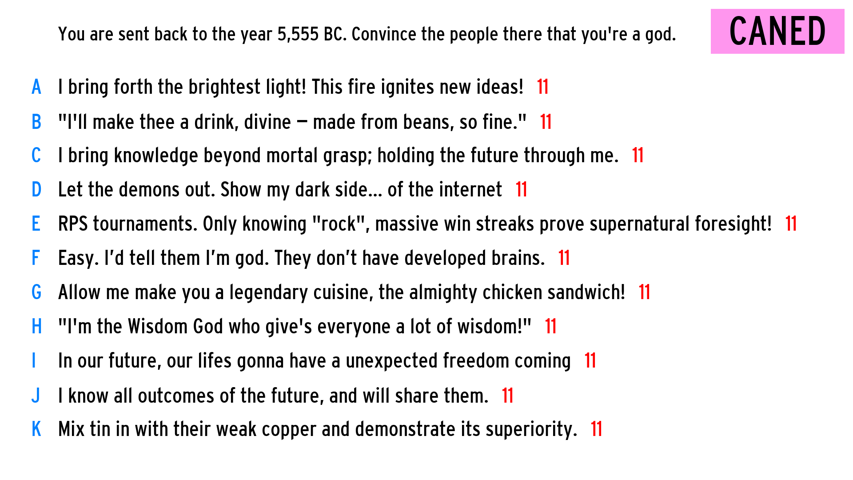 You are sent back to the year 5,555 BC. Convince the people there that you're a god.
CANED
A I bring forth the brightest light! This fire ignites new ideas! 11
B "I'll make thee a drink, divine – made from beans, so fine." 11
C I bring knowledge beyond mortal grasp; holding the future through me. 11
D Let the demons out. Show my dark side... of the internet 11
E RPS tournaments. Only knowing "rock", massive win streaks prove supernatural foresight! 11
F Easy. I’d tell them I’m god. They don’t have developed brains. 11
G Allow me make you a legendary cuisine, the almighty chicken sandwich! 11
H "I'm the Wisdom God who give's everyone a lot of wisdom!" 11
I In our future, our lifes gonna have a unexpected freedom coming 11
J I know all outcomes of the future, and will share them. 11
K Mix tin in with their weak copper and demonstrate its superiority. 11